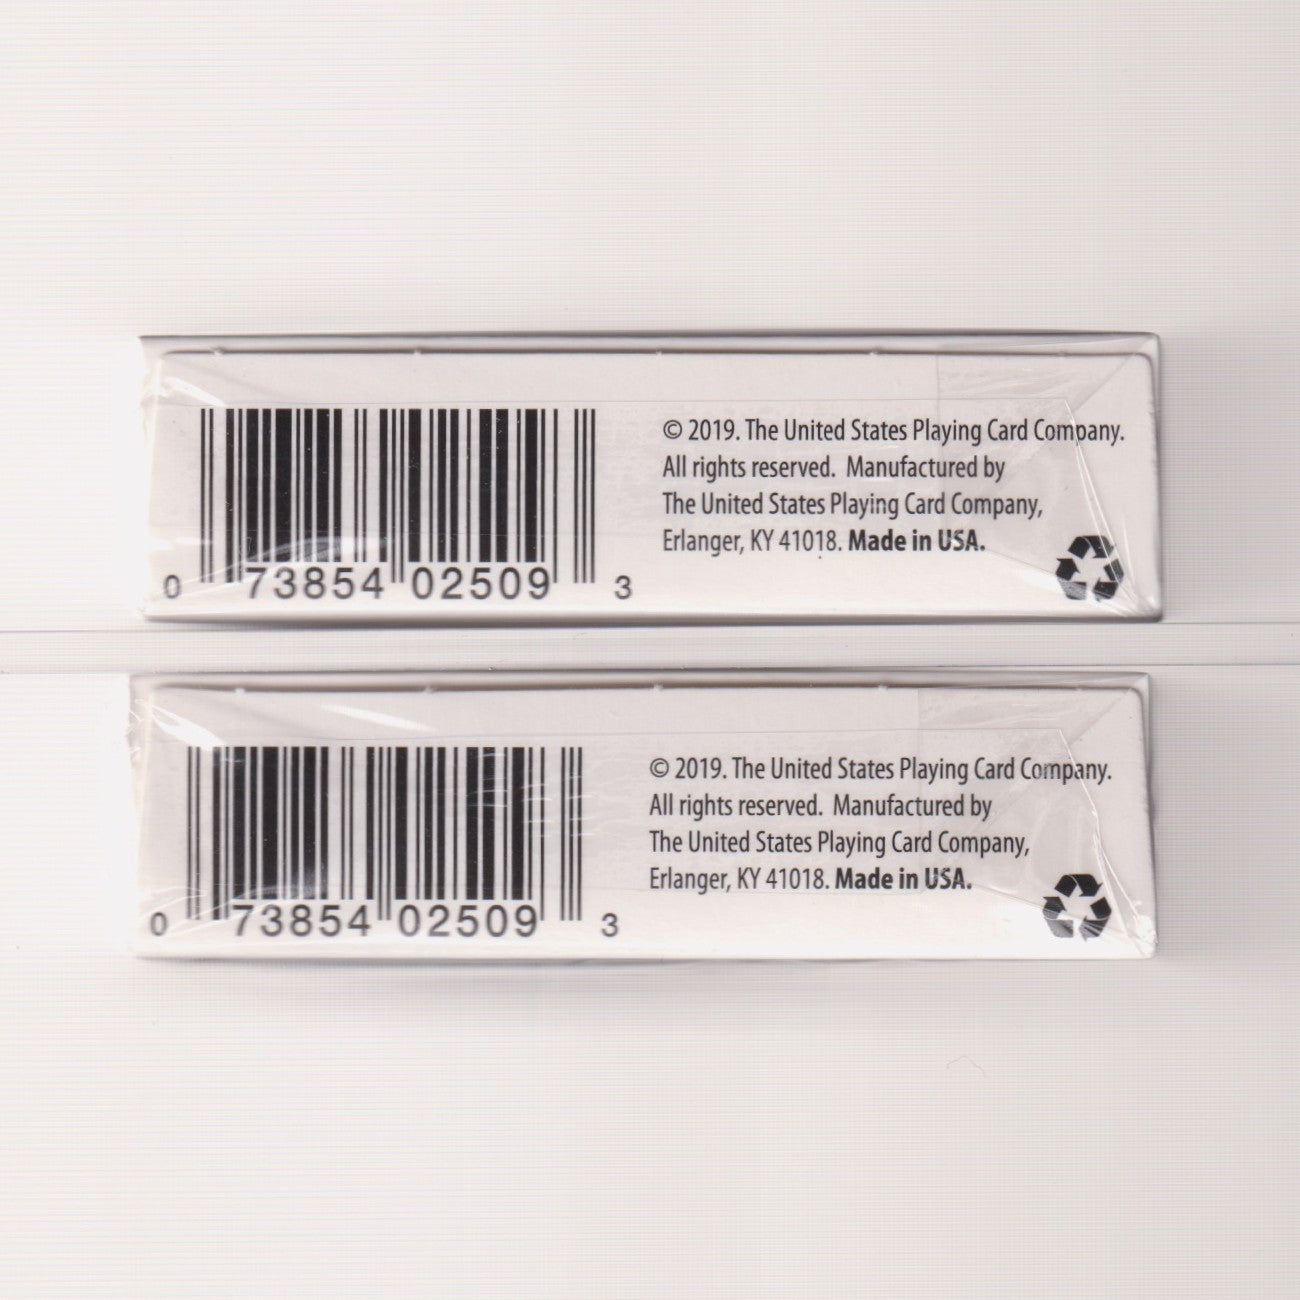 © 2019. The United States Playing Card Company.
All rights reserved. Manufactured by
The United States Playing Card Company,
Erlanger, KY 41018. Made in USA.
0 73854 02509 3
© 2019. The United States Playing Card Company.
All rights reserved. Manufactured by
The United States Playing Card Company,
Erlanger, KY 41018. Made in USA.
0 73854 02509 3